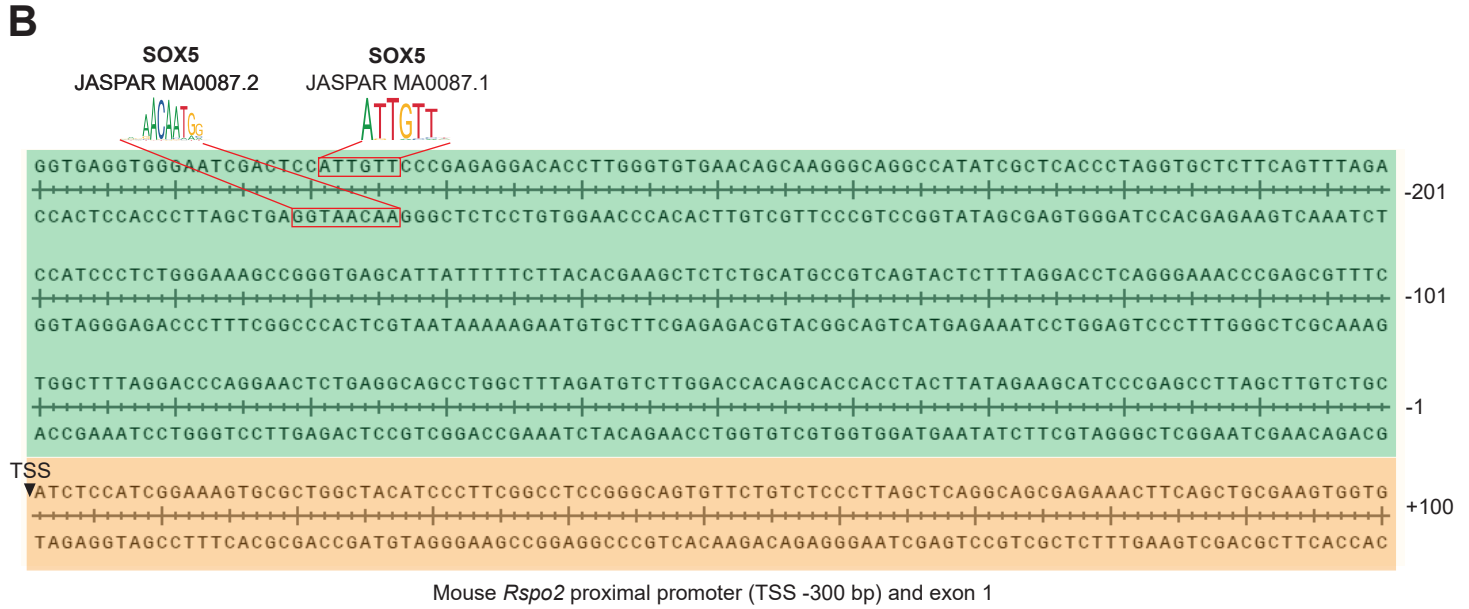 B
SOX5 SOX5
JASPAR MA0087.2 JASPAR MA0087.1
AACAATGG ATTGTT
GGTGAGGTGGGAATCGACTCCATTGTTCCCGAGAGGACACCTTGGGTGTGAACAGCAAGGGCAGGCCATATCGCTCACCCTAGGTGCTCTTCAGTTTAGA
-201
CCACTCCACCCTTAGCTGAGGTAACAAGGGCTCTCCTGTGGAACCCACACTTGTCGTTCCCGTCCGGTATAGCGAGTGGGATCCACGAGAAGTCAAATCT
CCATCCCTCTGGGAAAGCCGGGTGAGCATTATTTTTCTTACACGAAGCTCTCTGCATGCCGTCAGTACTCTTTAGGACCTCAGGGAAACCCGAGCGTTTC
-101
GGTAGGGAGACCCTTTCGGCCCACTCGTAATAAAAAGAATGTGCTTCGAGAGACGTACGGCAGTCATGAGAAATCCTGGAGTCCCTTTGGGCTCGCAAAG
TGGCTTTAGGACCCAGGAACTCTGAGGCAGCCTGGCTTTAGATGTCTTGGACCACAGCACCACCTACTTATAGAAGCATCCCGAGCCTTAGCTTGTCTGC
-1
ACCGAAATCCTGGGTCCTTGAGACTCCGTCGGACCGAAATCTACAGAACCTGGTGTCGTGGTGGATGAATATCTTCGTAGGGCTCGGAATCGAACAGACG
TSS
ATCTCCATCGGAAAGTGCGCTGGCTACATCCCTTCGGCCTCCGGGCAGTGTTCTGTCTCCCTTAGCTCAGGCAGCGAGAAACTTCAGCTGCGAAGTGGTG
+100
TAGAGGTAGCCTTTCACGCGACCGATGTAGGGAAGCCGGAGGCCCGTCACAAGACAGAGGGAATCGAGTCCGTCGCTCTTTGAAGTCGACGCTTCACCAC
Mouse Rspo2 proximal promoter (TSS -300 bp) and exon 1